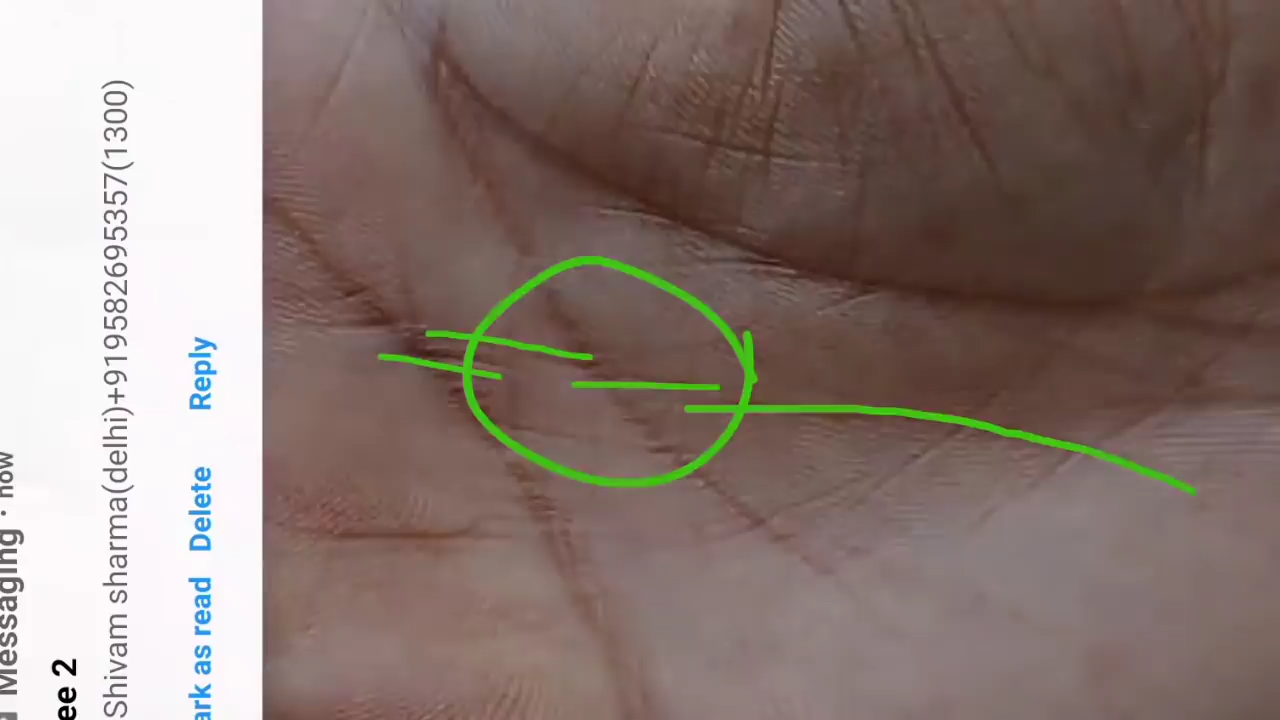 Messaging · now
ee 2
Shivam sharma(delhi)+919582695357(1300)
ark as read Delete Reply